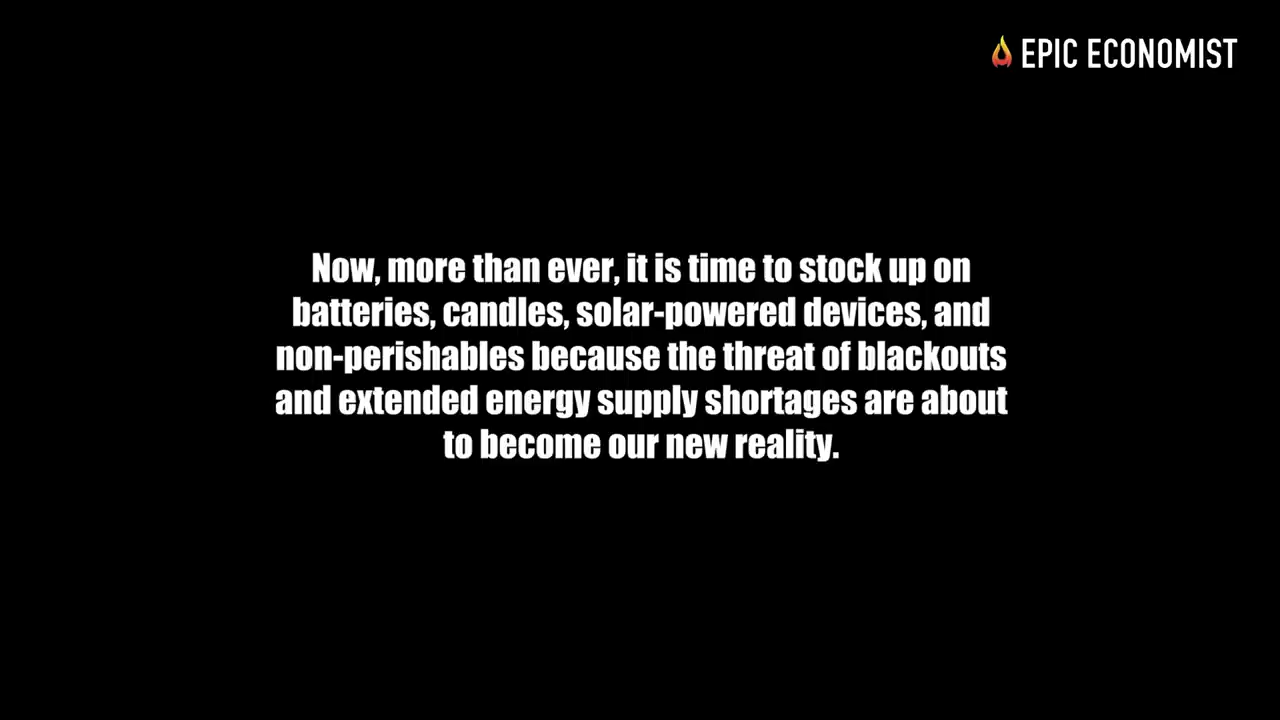 EPIC ECONOMIST
Now, more than ever, it is time to stock up on
batteries, candles, solar-powered devices, and
non-perishables because the threat of blackouts
and extended energy supply shortages are about
to become our new reality.